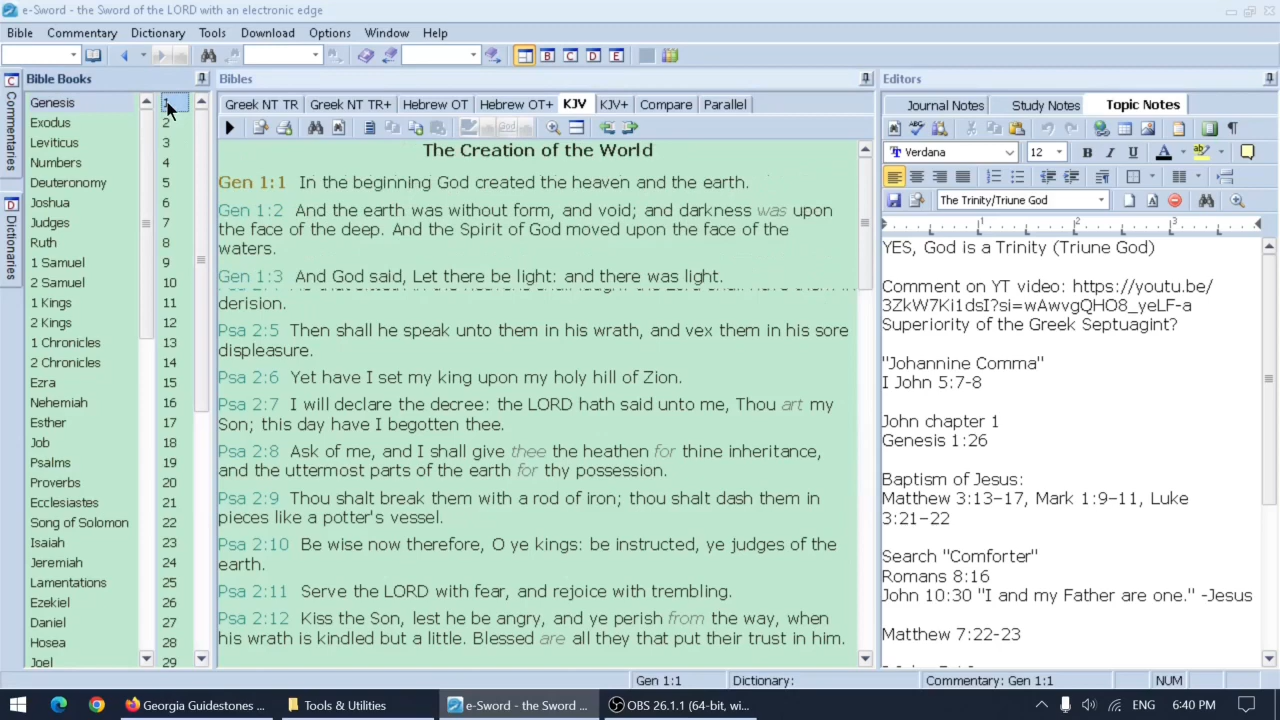 e-Sword - the Sword of the LORD with an electronic edge
Bible Commentary Dictionary Tools Download Options Window Help
B C D E
Bible Books
Bibles
Editors
Commentaries
Dictionaries
Genesis
Exodus
Leviticus
Numbers
Deuteronomy
Joshua
Judges
Ruth
1 Samuel
2 Samuel
1 Kings
2 Kings
1 Chronicles
2 Chronicles
Ezra
Nehemiah
Esther
Job
Psalms
Proverbs
Ecclesiastes
Song of Solomon
Isaiah
Jeremiah
Lamentations
Ezekiel
Daniel
Hosea
Joel
1
2
3
4
5
6
7
8
9
10
11
12
13
14
15
16
17
18
19
20
21
22
23
24
25
26
27
28
29
Greek NT TR Greek NT TR+ Hebrew OT Hebrew OT+ KJV KJV+ Compare Parallel
The Creation of the World
Gen 1:1 In the beginning God created the heaven and the earth.
Gen 1:2 And the earth was without form, and void; and darkness was upon
the face of the deep. And the Spirit of God moved upon the face of the
waters.
Gen 1:3 And God said, Let there be light: and there was light.
derision.
Psa 2:5 Then shall he speak unto them in his wrath, and vex them in his sore
displeasure.
Psa 2:6 Yet have I set my king upon my holy hill of Zion.
Psa 2:7 I will declare the decree: the LORD hath said unto me, Thou art my
Son; this day have I begotten thee.
Psa 2:8 Ask of me, and I shall give thee the heathen for thine inheritance,
and the uttermost parts of the earth for thy possession.
Psa 2:9 Thou shalt break them with a rod of iron; thou shalt dash them in
pieces like a potter's vessel.
Psa 2:10 Be wise now therefore, O ye kings: be instructed, ye judges of the
earth.
Psa 2:11 Serve the LORD with fear, and rejoice with trembling.
Psa 2:12 Kiss the Son, lest he be angry, and ye perish from the way, when
his wrath is kindled but a little. Blessed are all they that put their trust in him.
Journal Notes Study Notes Topic Notes
Verdana 12 B I U
The Trinity/Triune God
1 2 3
YES, God is a Trinity (Triune God)
Comment on YT video: https://youtu.be/
3ZkW7Ki1dsI?si=wAwvgQHO8_yeLF-a
Superiority of the Greek Septuagint?
"Johannine Comma"
I John 5:7-8
John chapter 1
Genesis 1:26
Baptism of Jesus:
Matthew 3:13–17, Mark 1:9–11, Luke
3:21–22
Search "Comforter"
Romans 8:16
John 10:30 "I and my Father are one." -Jesus
Matthew 7:22-23
Gen 1:1 Dictionary: Commentary: Gen 1:1 NUM
Georgia Guidestones ... Tools & Utilities e-Sword - the Sword ... OBS 26.1.1 (64-bit, wi... ENG 6:40 PM